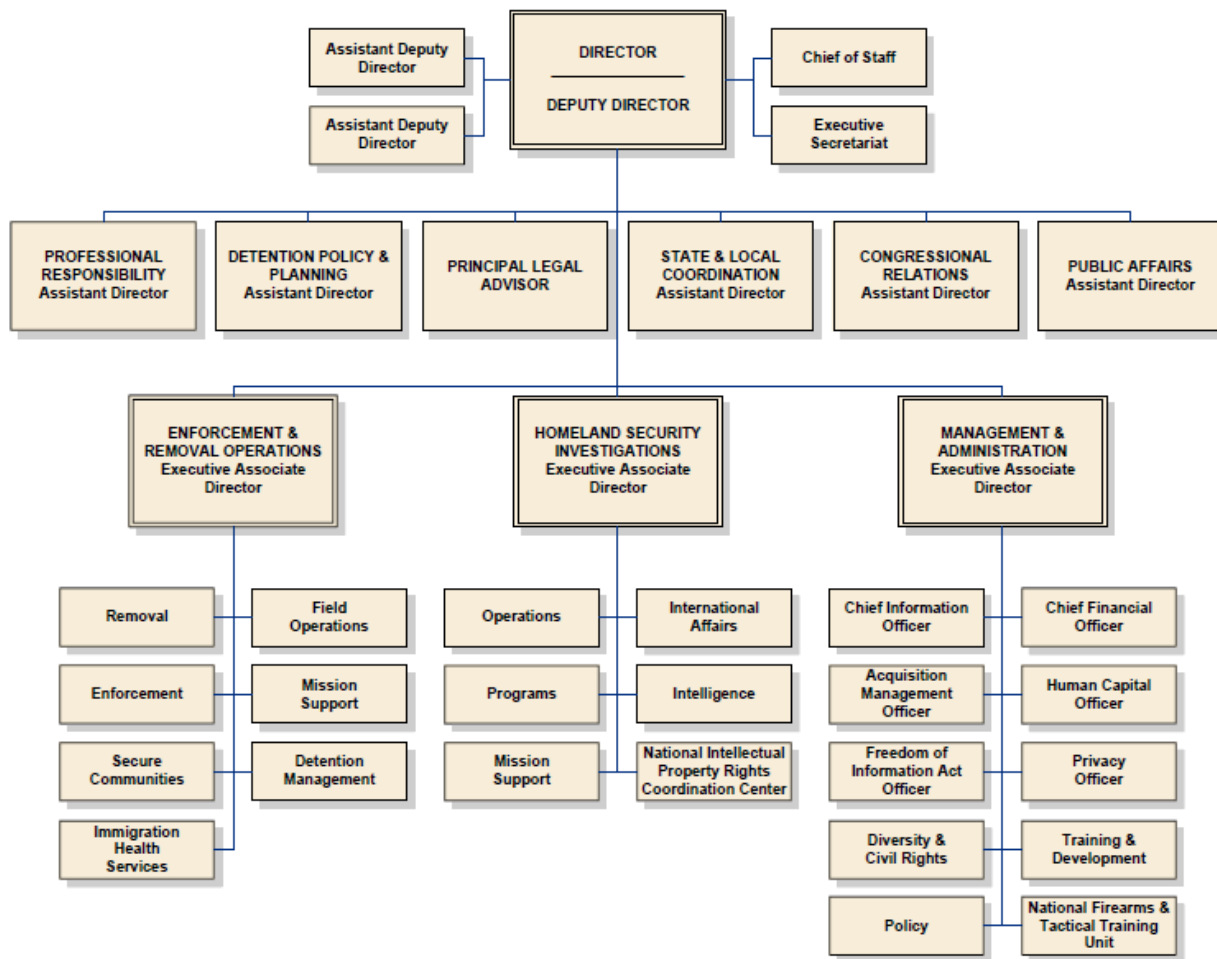 Assistant Deputy
Director
DIRECTOR
DEPUTY DIRECTOR
Chief of Staff
Assistant Deputy
Director
Executive
Secretariat
PROFESSIONAL
RESPONSIBILITY
Assistant Director
DETENTION POLICY &
PLANNING
Assistant Director
PRINCIPAL LEGAL
ADVISOR
STATE & LOCAL
COORDINATION
Assistant Director
CONGRESSIONAL
RELATIONS
Assistant Director
PUBLIC AFFAIRS
Assistant Director
ENFORCEMENT &
REMOVAL OPERATIONS
Executive Associate
Director
HOMELAND SECURITY
INVESTIGATIONS
Executive Associate
Director
MANAGEMENT &
ADMINISTRATION
Executive Associate
Director
Removal
Field
Operations
Enforcement
Mission
Support
Secure
Communities
Detention
Management
Immigration
Health
Services
Operations
International
Affairs
Programs
Intelligence
Mission
Support
National Intellectual
Property Rights
Coordination Center
Chief Information
Officer
Chief Financial
Officer
Acquisition
Management
Officer
Human Capital
Officer
Freedom of
Information Act
Officer
Privacy
Officer
Diversity &
Civil Rights
Training &
Development
Policy
National Firearms &
Tactical Training
Unit